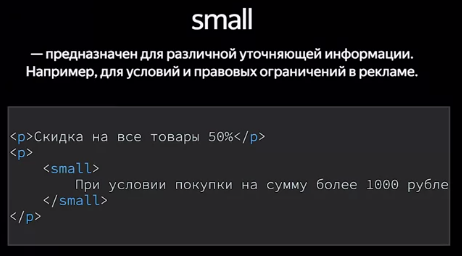 small
— предназначен для различной уточняющей информации.
Например, для условий и правовых ограничений в рекламе.
<p>Скидка на все товары 50%</p>
<p>
<small>
При условии покупки на сумму более 1000 рубле
</small>
</p>